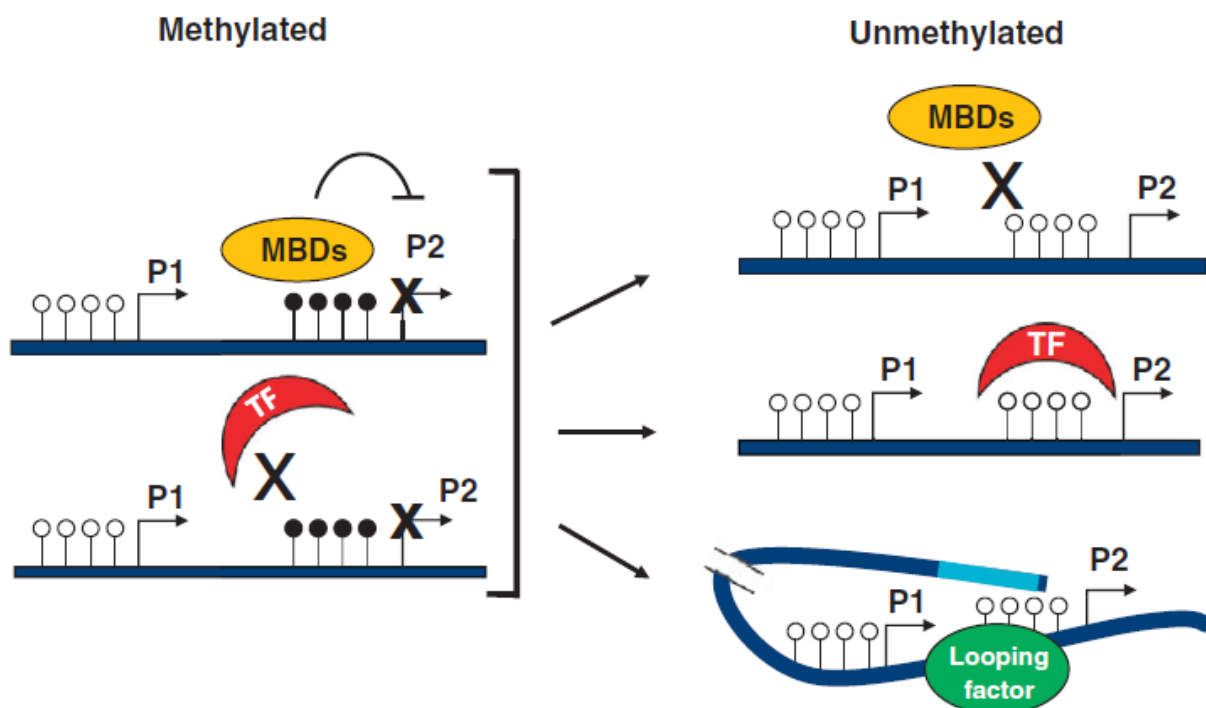 Methylated
MBDs
P1
P2
X
TF
X
P1
X
P2
Unmethylated
MBDs
X
P1
P2
TF
P1
P2
P1
P2
Looping
factor